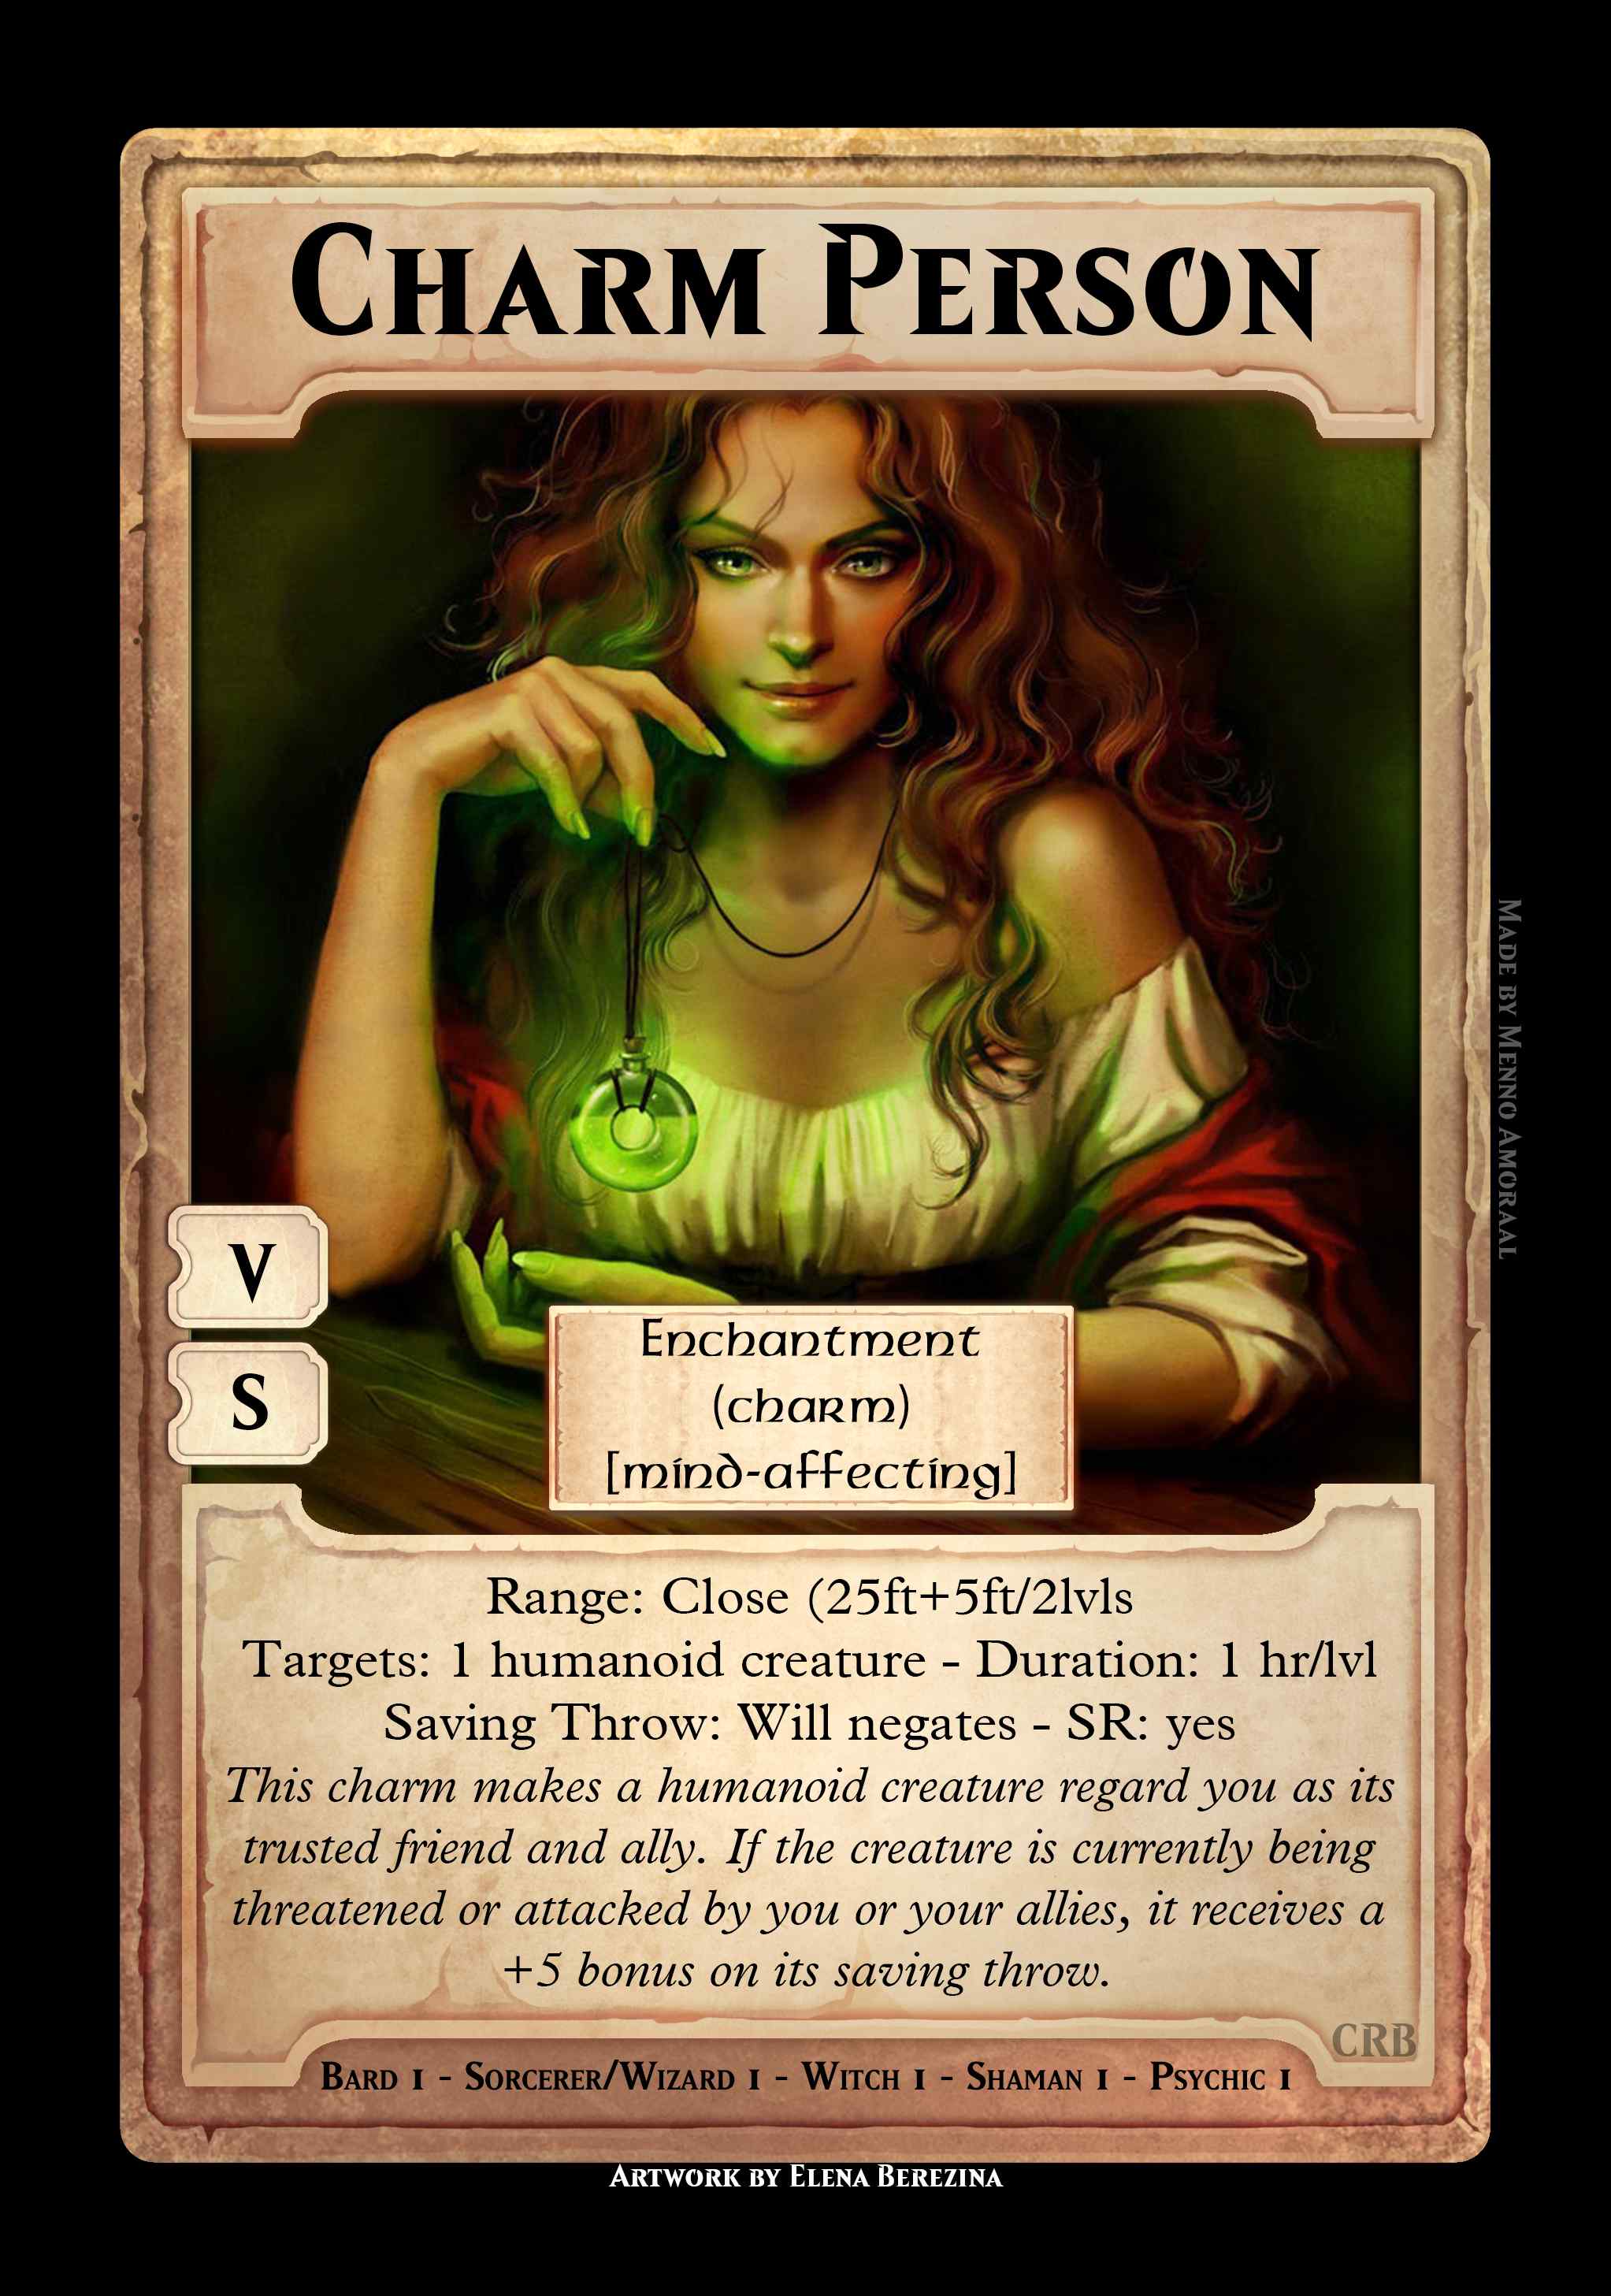 Charm Person
V
S
Enchantment
(charm)
[mind-affecting]
Range: Close (25ft+5ft/2lvls
Targets: 1 humanoid creature - Duration: 1 hr/lvl
Saving Throw: Will negates - SR: yes
This charm makes a humanoid creature regard you as its
trusted friend and ally. If the creature is currently being
threatened or attacked by you or your allies, it receives a
+5 bonus on its saving throw.
CRB
Bard 1 - Sorcerer/Wizard 1 - Witch 1 - Shaman 1 - Psychic 1
Artwork by Elena Berezina
Made by Menno Amoraal